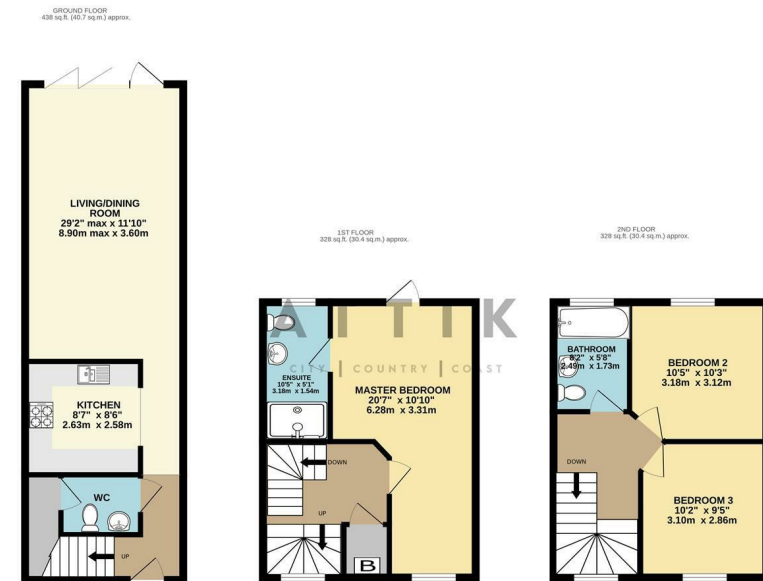 GROUND FLOOR
438 sq.ft. (40.7 sq.m.) approx.
LIVING/DINING
ROOM
29'2" max x 11'10"
8.90m max x 3.60m
KITCHEN
8'7" x 8'6"
2.63m x 2.58m
WC
UP
1ST FLOOR
328 sq.ft. (30.4 sq.m.) approx.
ATTIK
CITY | COUNTRY | COAST
ENSUITE
10'5" x 5'1"
3.18m x 1.54m
MASTER BEDROOM
20'7" x 10'10"
6.28m x 3.31m
DOWN
UP
B
2ND FLOOR
328 sq.ft. (30.4 sq.m.) approx.
BATHROOM
8'2" x 5'8"
2.49m x 1.73m
BEDROOM 2
10'5" x 10'3"
3.18m x 3.12m
DOWN
BEDROOM 3
10'2" x 9'5"
3.10m x 2.86m